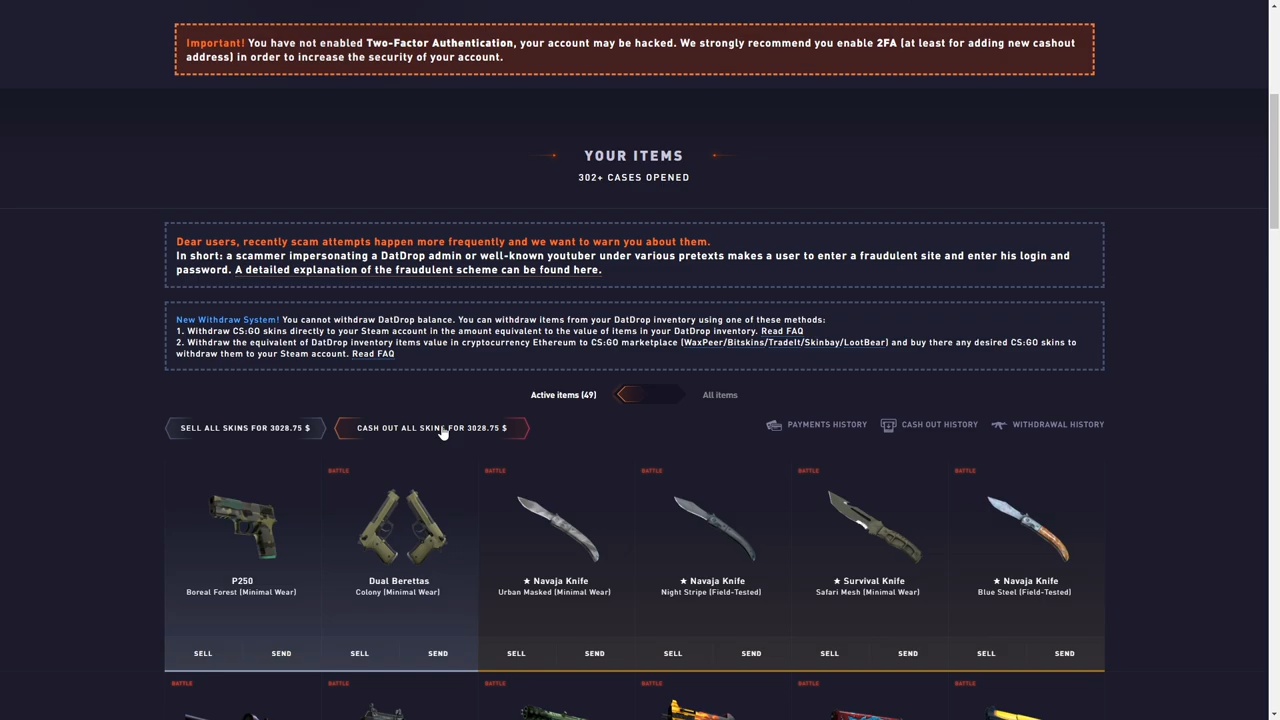 Important! You have not enabled Two-Factor Authentication, your account may be hacked. We strongly recommend you enable 2FA (at least for adding new cashout
address) in order to increase the security of your account.
YOUR ITEMS
302+ CASES OPENED
Dear users, recently scam attempts happen more frequently and we want to warn you about them.
In short: a scammer impersonating a DatDrop admin or well-known youtuber under various pretexts makes a user to enter a fraudulent site and enter his login and
password. A detailed explanation of the fraudulent scheme can be found here.
New Withdraw System! You cannot withdraw DatDrop balance. You can withdraw items from your DatDrop inventory using one of these methods:
1. Withdraw CS:GO skins directly to your Steam account in the amount equivalent to the value of items in your DatDrop inventory. Read FAQ
2. Withdraw the equivalent of DatDrop inventory items value in cryptocurrency Ethereum to CS:GO marketplace (WaxPeer/Bitskins/TradeIt/Skinbay/LootBear) and buy there any desired CS:GO skins to
withdraw them to your Steam account. Read FAQ
Active items (49) All items
SELL ALL SKINS FOR 3028.75 $ CASH OUT ALL SKINS FOR 3028.75 $ PAYMENTS HISTORY CASH OUT HISTORY WITHDRAWAL HISTORY
BATTLE BATTLE BATTLE BATTLE BATTLE
P250 Dual Berettas ★ Navaja Knife ★ Navaja Knife ★ Survival Knife ★ Navaja Knife
Boreal Forest (Minimal Wear) Colony (Minimal Wear) Urban Masked (Minimal Wear) Night Stripe (Field-Tested) Safari Mesh (Minimal Wear) Blue Steel (Field-Tested)
SELL SEND SELL SEND SELL SEND SELL SEND SELL SEND SELL SEND
BATTLE BATTLE BATTLE BATTLE BATTLE BATTLE